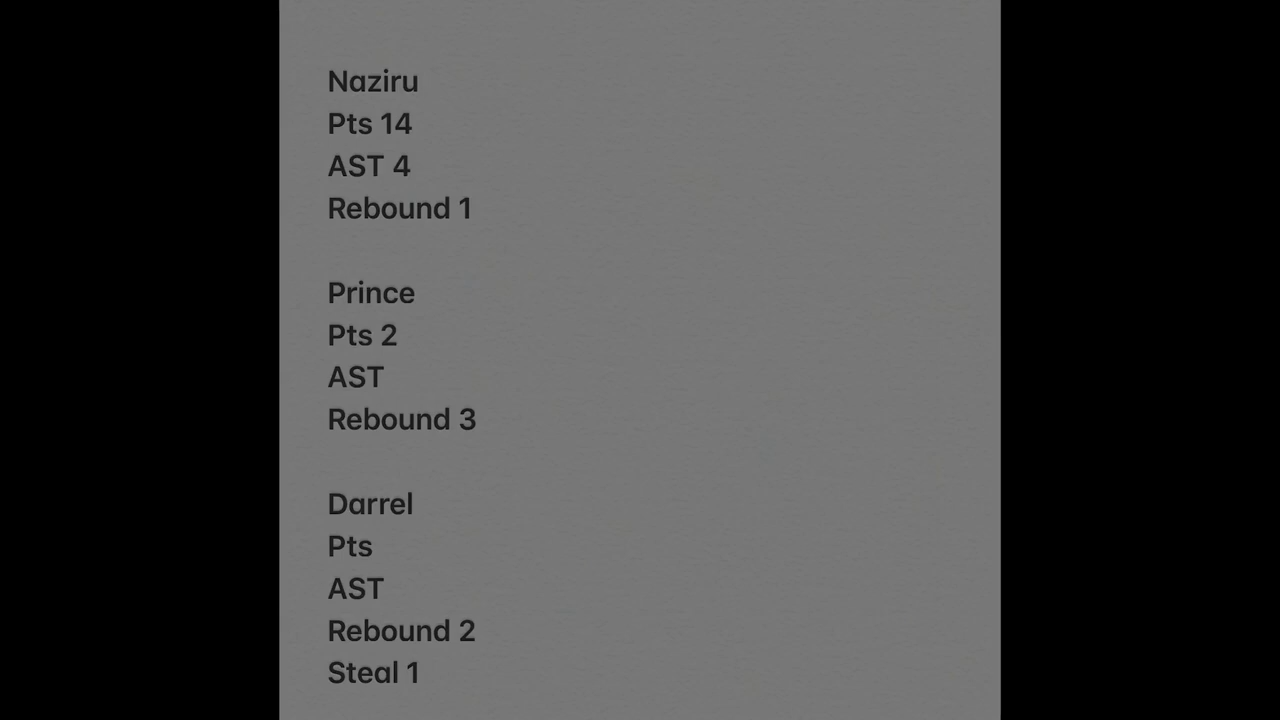 Naziru
Pts 14
AST 4
Rebound 1
Prince
Pts 2
AST
Rebound 3
Darrel
Pts
AST
Rebound 2
Steal 1